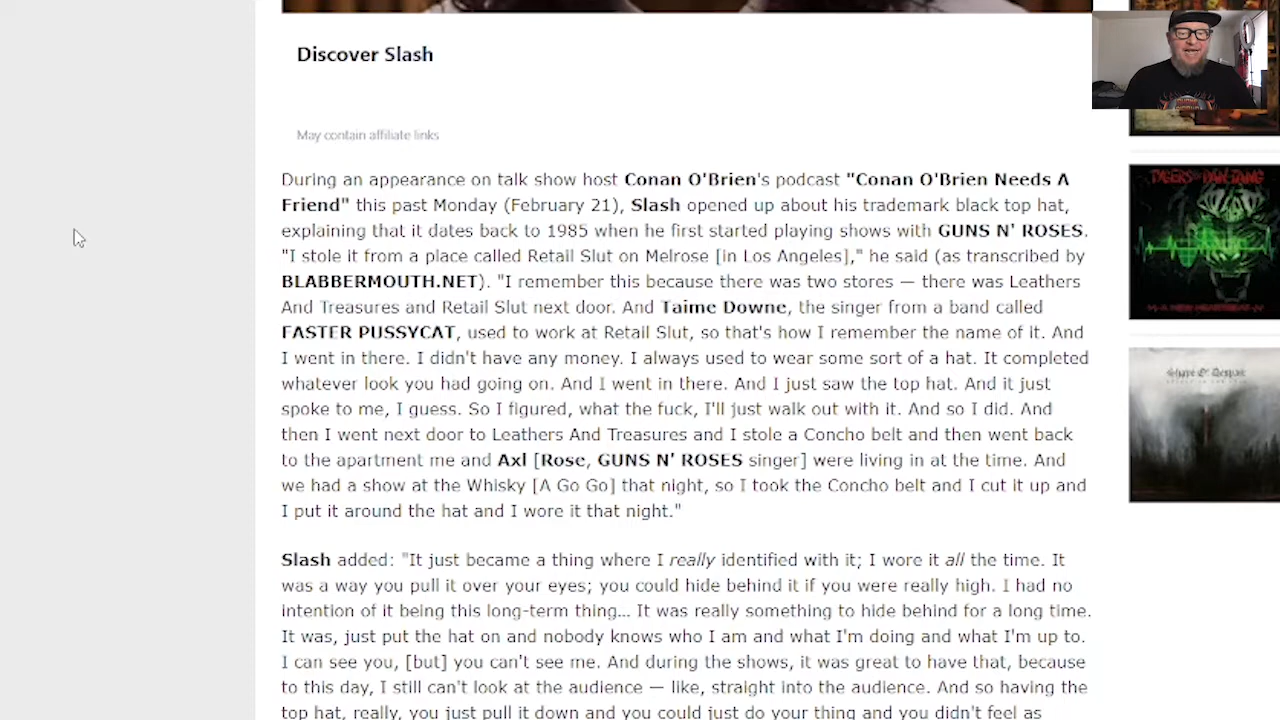 Discover Slash
May contain affiliate links
During an appearance on talk show host Conan O'Brien's podcast "Conan O'Brien Needs A
Friend" this past Monday (February 21), Slash opened up about his trademark black top hat,
explaining that it dates back to 1985 when he first started playing shows with GUNS N' ROSES.
"I stole it from a place called Retail Slut on Melrose [in Los Angeles]," he said (as transcribed by
BLABBERMOUTH.NET). "I remember this because there was two stores — there was Leathers
And Treasures and Retail Slut next door. And Taime Downe, the singer from a band called
FASTER PUSSYCAT, used to work at Retail Slut, so that's how I remember the name of it. And
I went in there. I didn't have any money. I always used to wear some sort of a hat. It completed
whatever look you had going on. And I went in there. And I just saw the top hat. And it just
spoke to me, I guess. So I figured, what the fuck, I'll just walk out with it. And so I did. And
then I went next door to Leathers And Treasures and I stole a Concho belt and then went back
to the apartment me and Axl [Rose, GUNS N' ROSES singer] were living in at the time. And
we had a show at the Whisky [A Go Go] that night, so I took the Concho belt and I cut it up and
I put it around the hat and I wore it that night."
Slash added: "It just became a thing where I really identified with it; I wore it all the time. It
was a way you pull it over your eyes; you could hide behind it if you were really high. I had no
intention of it being this long-term thing... It was really something to hide behind for a long time.
It was, just put the hat on and nobody knows who I am and what I'm doing and what I'm up to.
I can see you, [but] you can't see me. And during the shows, it was great to have that, because
to this day, I still can't look at the audience — like, straight into the audience. And so having the
top hat, really, you just pull it down and you could just do your thing and you didn't feel as
TYGERS OF PAN TANG
Shape Of Despair